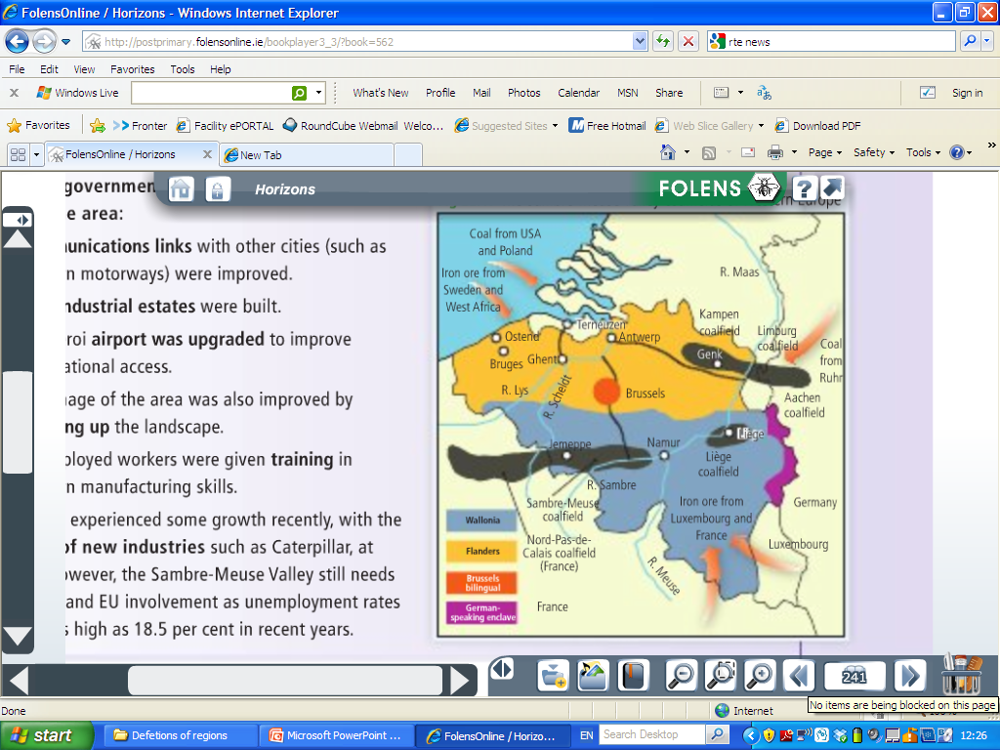 FolensOnline / Horizons - Windows Internet Explorer
http://postprimary.folensonline.ie/bookplayer3_3/?book=562
rte news
File Edit View Favorites Tools Help
Windows Live What's New Profile Mail Photos Calendar MSN Share Sign in
Favorites Fronter Facility ePORTAL RoundCube Webmail Welco... Suggested Sites Free Hotmail Web Slice Gallery Download PDF
FolensOnline / Horizons New Tab Page Safety Tools
Horizons FOLENS
governmen
e area:
munications links with other cities (such as
n motorways) were improved.
ndustrial estates were built.
roi airport was upgraded to improve
ational access.
nage of the area was also improved by
ng up the landscape.
ployed workers were given training in
n manufacturing skills.
experienced some growth recently, with the
of new industries such as Caterpillar, at
owever, the Sambre-Meuse Valley still needs
and EU involvement as unemployment rates
s high as 18.5 per cent in recent years.
Europe
Coal from USA
and Poland
Iron ore from
Sweden and
West Africa
R. Maas
Kampen
coalfield
Limburg
coalfield
Coal
from
Ruhr
Terneuzen
Ostend
Antwerp
Bruges
Ghent
Genk
R. Lys
R. Scheldt
Brussels
Aachen
coalfield
Jemeppe
Namur
Liège
Liège
coalfield
R. Sambre
Sambre-Meuse
coalfield
Iron ore from
Luxembourg and
France
Germany
Nord-Pas-de-
Calais coalfield
(France)
Luxembourg
R. Meuse
France
Wallonia
Flanders
Brussels
bilingual
German-
speaking enclave
241
Done
Internet
No items are being blocked on this page
start Defetions of regions Microsoft PowerPoint ... FolensOnline / Horizo... EN Search Desktop 12:26